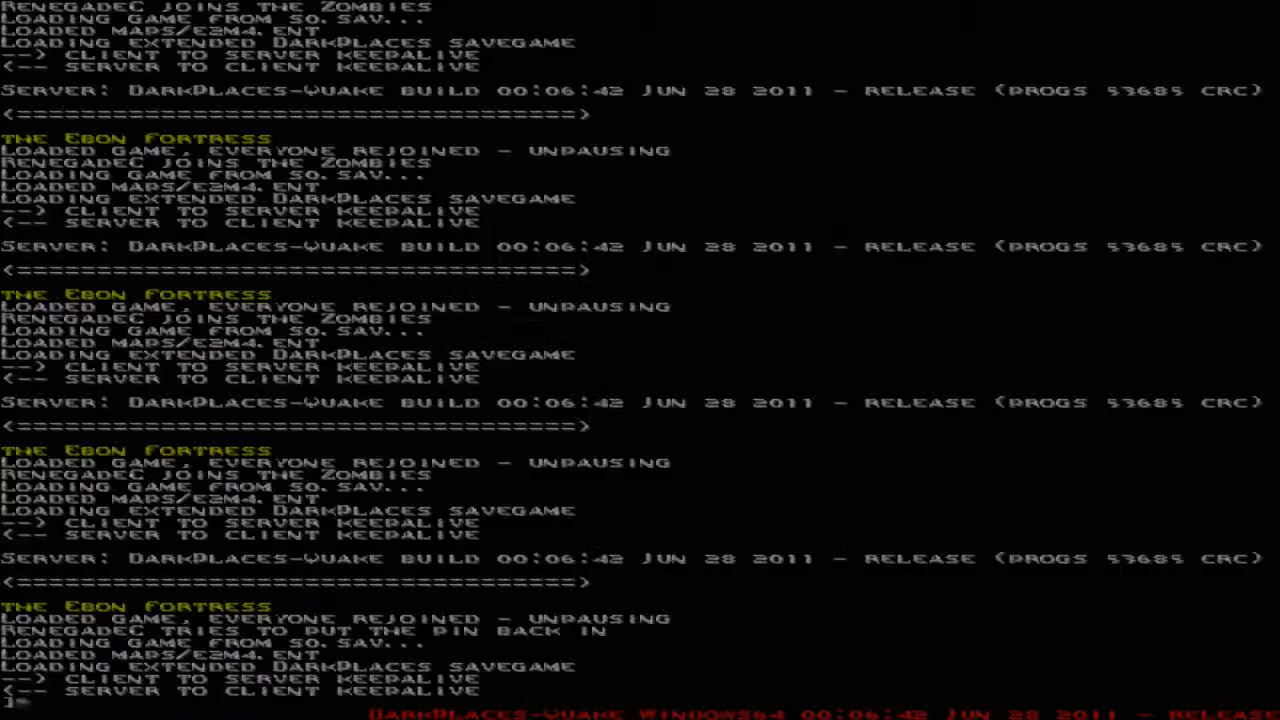 RENEGADEC JOINS THE ZOMBIES
LOADING GAME FROM S0.SAV...
LOADED MAPS/E2M4.ENT
LOADING EXTENDED DARKPLACES SAVEGAME
--> CLIENT TO SERVER KEEPALIVE
<-- SERVER TO CLIENT KEEPALIVE
SERVER: DARKPLACES-QUAKE BUILD 00:06:42 JUN 28 2011 - RELEASE (PROGS 53685 CRC)
<===================================>
THE EBON FORTRESS
LOADED GAME, EVERYONE REJOINED - UNPAUSING
RENEGADEC JOINS THE ZOMBIES
LOADING GAME FROM S0.SAV...
LOADED MAPS/E2M4.ENT
LOADING EXTENDED DARKPLACES SAVEGAME
--> CLIENT TO SERVER KEEPALIVE
<-- SERVER TO CLIENT KEEPALIVE
SERVER: DARKPLACES-QUAKE BUILD 00:06:42 JUN 28 2011 - RELEASE (PROGS 53685 CRC)
<===================================>
THE EBON FORTRESS
LOADED GAME, EVERYONE REJOINED - UNPAUSING
RENEGADEC JOINS THE ZOMBIES
LOADING GAME FROM S0.SAV...
LOADED MAPS/E2M4.ENT
LOADING EXTENDED DARKPLACES SAVEGAME
--> CLIENT TO SERVER KEEPALIVE
<-- SERVER TO CLIENT KEEPALIVE
SERVER: DARKPLACES-QUAKE BUILD 00:06:42 JUN 28 2011 - RELEASE (PROGS 53685 CRC)
<===================================>
THE EBON FORTRESS
LOADED GAME, EVERYONE REJOINED - UNPAUSING
RENEGADEC JOINS THE ZOMBIES
LOADING GAME FROM S0.SAV...
LOADED MAPS/E2M4.ENT
LOADING EXTENDED DARKPLACES SAVEGAME
--> CLIENT TO SERVER KEEPALIVE
<-- SERVER TO CLIENT KEEPALIVE
SERVER: DARKPLACES-QUAKE BUILD 00:06:42 JUN 28 2011 - RELEASE (PROGS 53685 CRC)
<===================================>
THE EBON FORTRESS
LOADED GAME, EVERYONE REJOINED - UNPAUSING
RENEGADEC TRIES TO PUT THE PIN BACK IN
LOADING GAME FROM S0.SAV...
LOADED MAPS/E2M4.ENT
LOADING EXTENDED DARKPLACES SAVEGAME
--> CLIENT TO SERVER KEEPALIVE
<-- SERVER TO CLIENT KEEPALIVE
]
DARKPLACES-QUAKE WINDOWS64 00:06:42 JUN 28 2011 - RELEASE